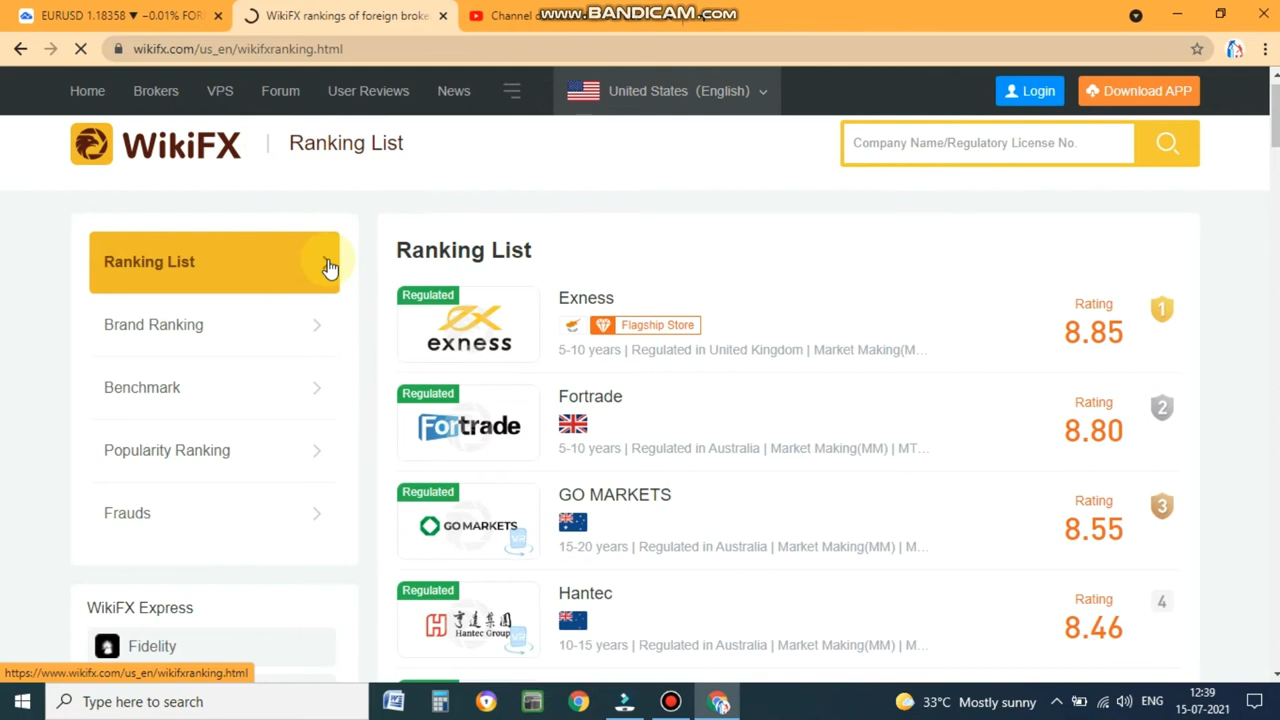 EURUSD 1.18358 ▼ −0.01% FOR
WikiFX rankings of foreign broke
Channel
www.BANDICAM.com
wikifx.com/us_en/wikifxranking.html
Home
Brokers
VPS
Forum
User Reviews
News
United States (English)
Login
Download APP
WikiFX
Ranking List
Company Name/Regulatory License No.
Ranking List
Brand Ranking
Benchmark
Popularity Ranking
Frauds
WikiFX Express
Fidelity
Ranking List
Regulated
exness
Exness
Flagship Store
5-10 years | Regulated in United Kingdom | Market Making(M...
Rating
8.85
1
Regulated
Fortrade
Fortrade
5-10 years | Regulated in Australia | Market Making(MM) | MT...
Rating
8.80
2
Regulated
GO MARKETS
VR
GO MARKETS
15-20 years | Regulated in Australia | Market Making(MM) | M...
Rating
8.55
3
Regulated
亨達集團
Hantec Group
VR
Hantec
10-15 years | Regulated in Australia | Market Making(MM) | M...
Rating
8.46
4
https://www.wikifx.com/us_en/wikifxranking.html
Type here to search
33°C Mostly sunny
ENG
12:39
15-07-2021